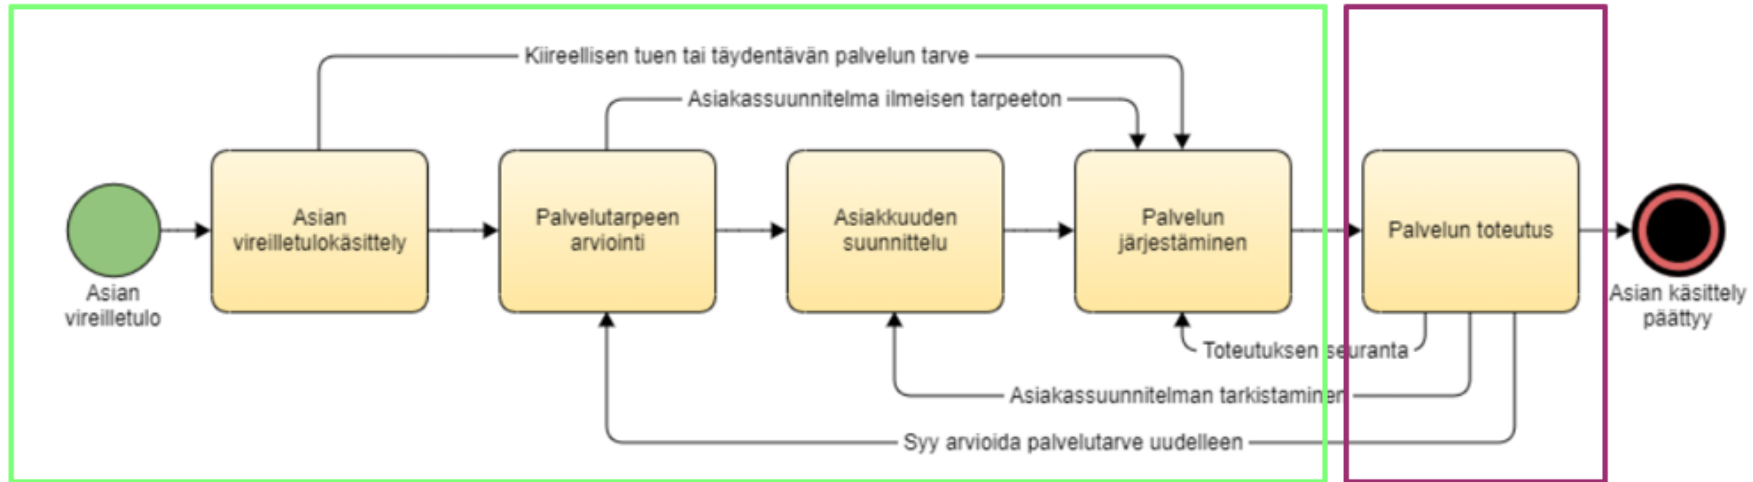 Kiireellisen tuen tai täydentävän palvelun tarve
Asiakassuunnitelma ilmeisen tarpeeton
Asian
vireilletulo
Asian
vireilletulokäsittely
Palvelutarpeen
arviointi
Asiakkuuden
suunnittelu
Palvelun
järjestäminen
Palvelun toteutus
Asian käsittely
päättyy
Toteutuksen seuranta
Asiakassuunnitelman tarkistaminen
Syy arvioida palvelutarve uudelleen